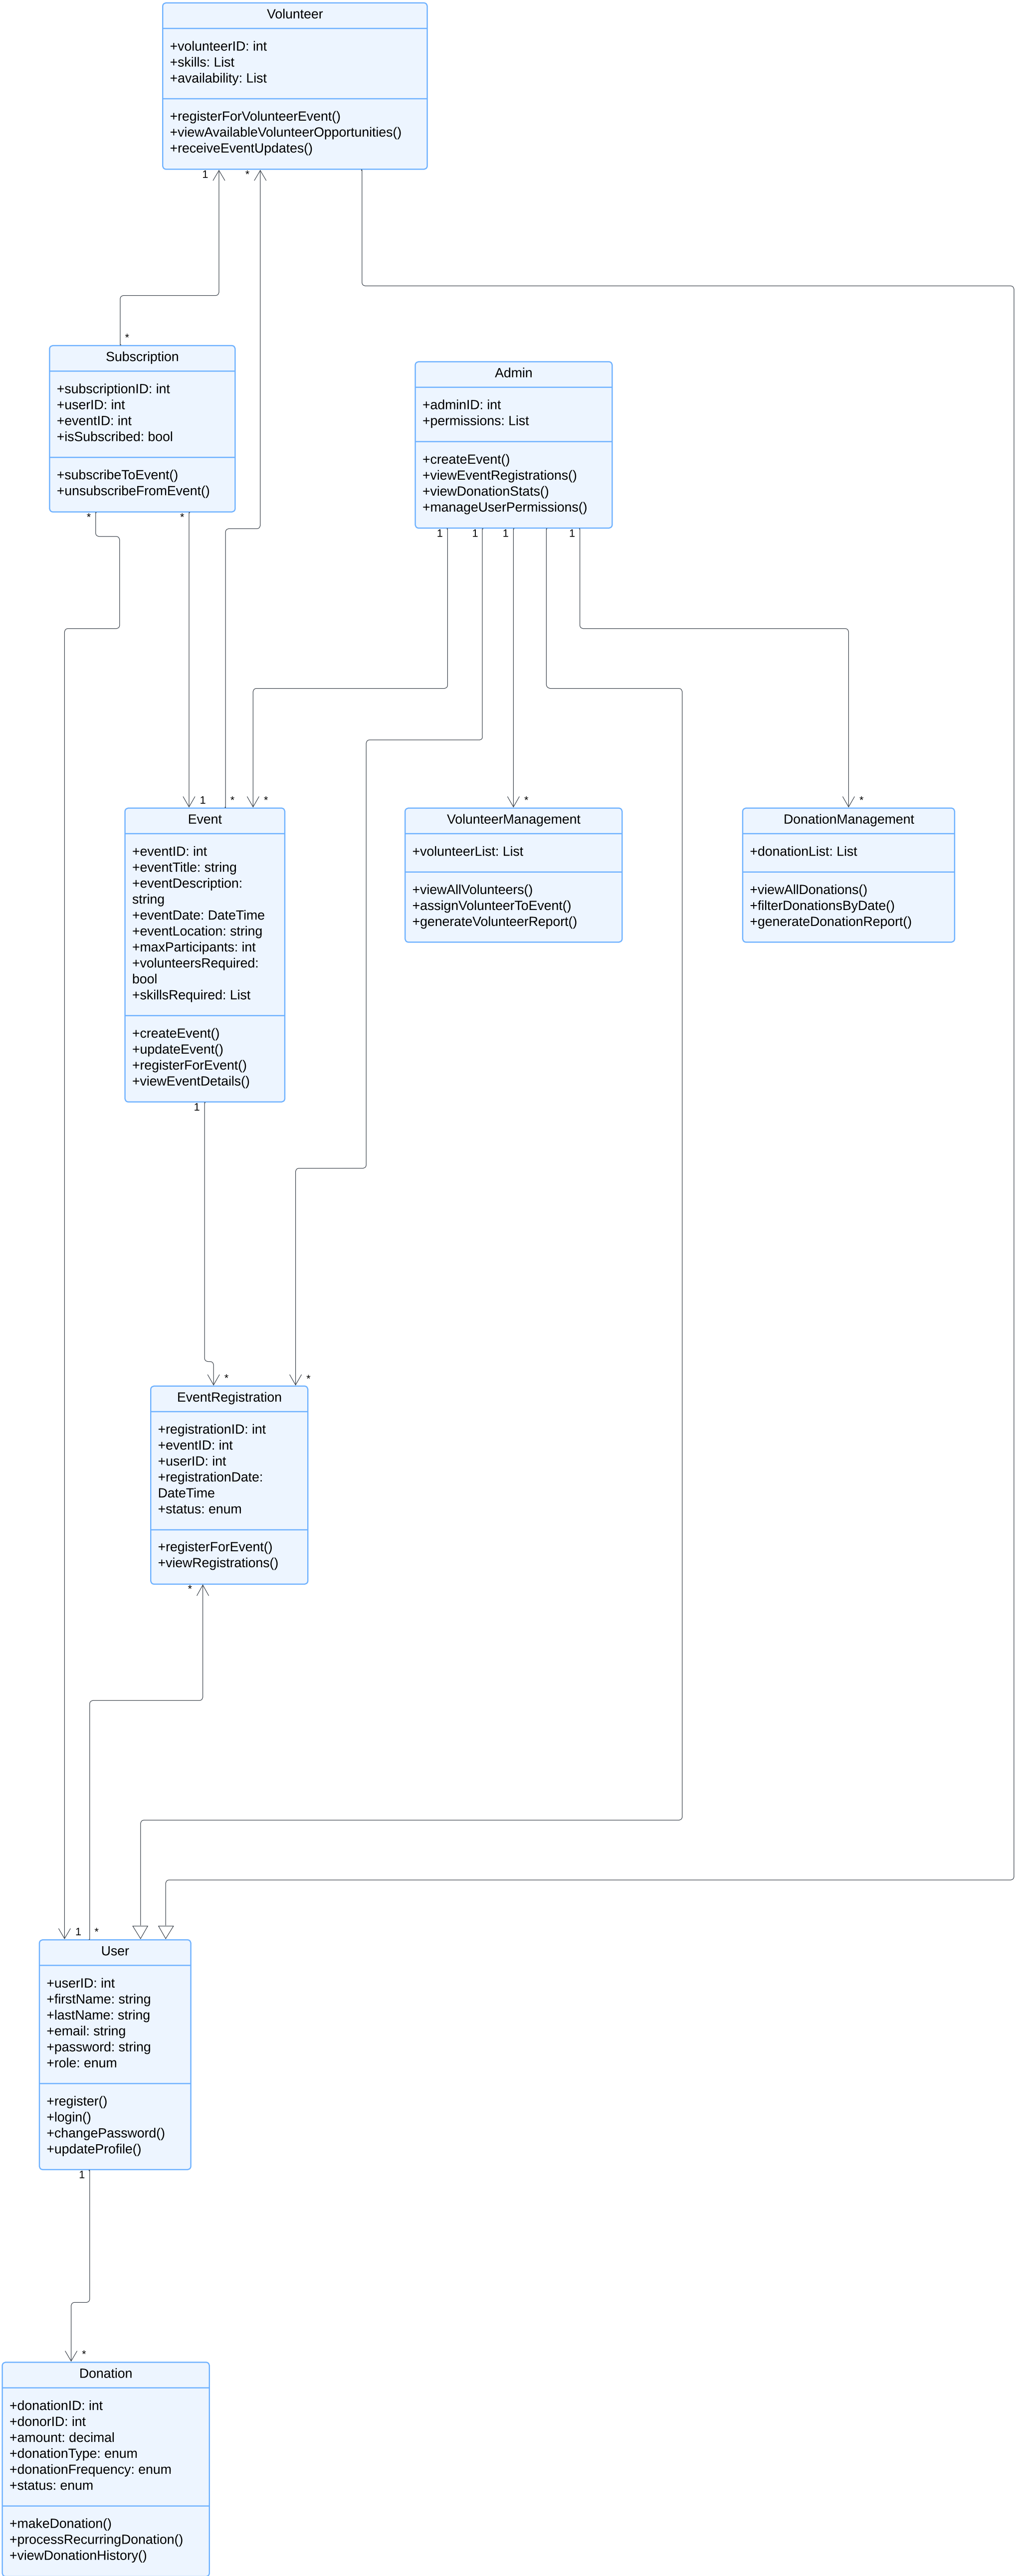 Volunteer
+volunteerID: int
+skills: List
+availability: List
+registerForVolunteerEvent()
+viewAvailableVolunteerOpportunities()
+receiveEventUpdates()
1
*
*
Subscription
+subscriptionID: int
+userID: int
+eventID: int
+isSubscribed: bool
+subscribeToEvent()
+unsubscribeFromEvent()
*
*
Admin
+adminID: int
+permissions: List
+createEvent()
+viewEventRegistrations()
+viewDonationStats()
+manageUserPermissions()
1
1
1
1
1
*
*
*
*
Event
+eventID: int
+eventTitle: string
+eventDescription:
string
+eventDate: DateTime
+eventLocation: string
+maxParticipants: int
+volunteersRequired:
bool
+skillsRequired: List
+createEvent()
+updateEvent()
+registerForEvent()
+viewEventDetails()
1
VolunteerManagement
+volunteerList: List
+viewAllVolunteers()
+assignVolunteerToEvent()
+generateVolunteerReport()
DonationManagement
+donationList: List
+viewAllDonations()
+filterDonationsByDate()
+generateDonationReport()
*
*
EventRegistration
+registrationID: int
+eventID: int
+userID: int
+registrationDate:
DateTime
+status: enum
+registerForEvent()
+viewRegistrations()
*
1
*
User
+userID: int
+firstName: string
+lastName: string
+email: string
+password: string
+role: enum
+register()
+login()
+changePassword()
+updateProfile()
1
*
Donation
+donationID: int
+donorID: int
+amount: decimal
+donationType: enum
+donationFrequency: enum
+status: enum
+makeDonation()
+processRecurringDonation()
+viewDonationHistory()